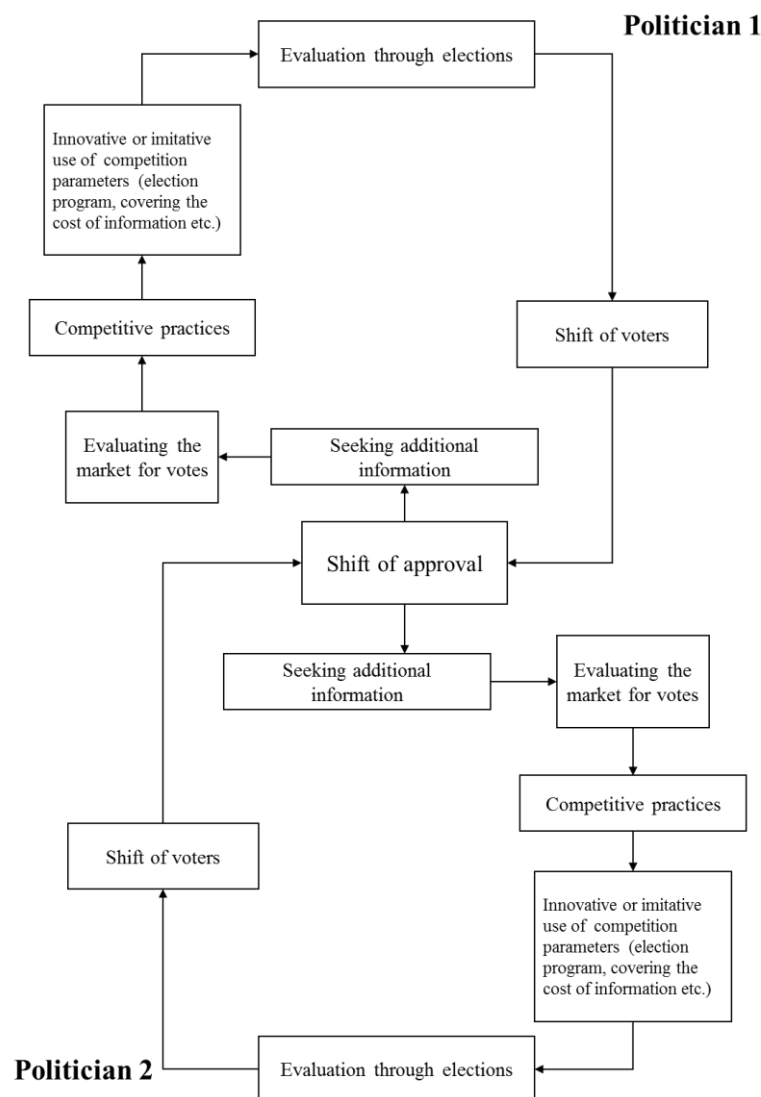 Politician 1
Evaluation through elections
Innovative or imitative
use of competition
parameters (election
program, covering the
cost of information etc.)
Competitive practices
Shift of voters
Evaluating the
market for votes
Seeking additional
information
Shift of approval
Seeking additional
information
Evaluating the
market for votes
Competitive practices
Shift of voters
Innovative or imitative
use of competition
parameters (election
program, covering the
cost of information etc.)
Politician 2
Evaluation through elections